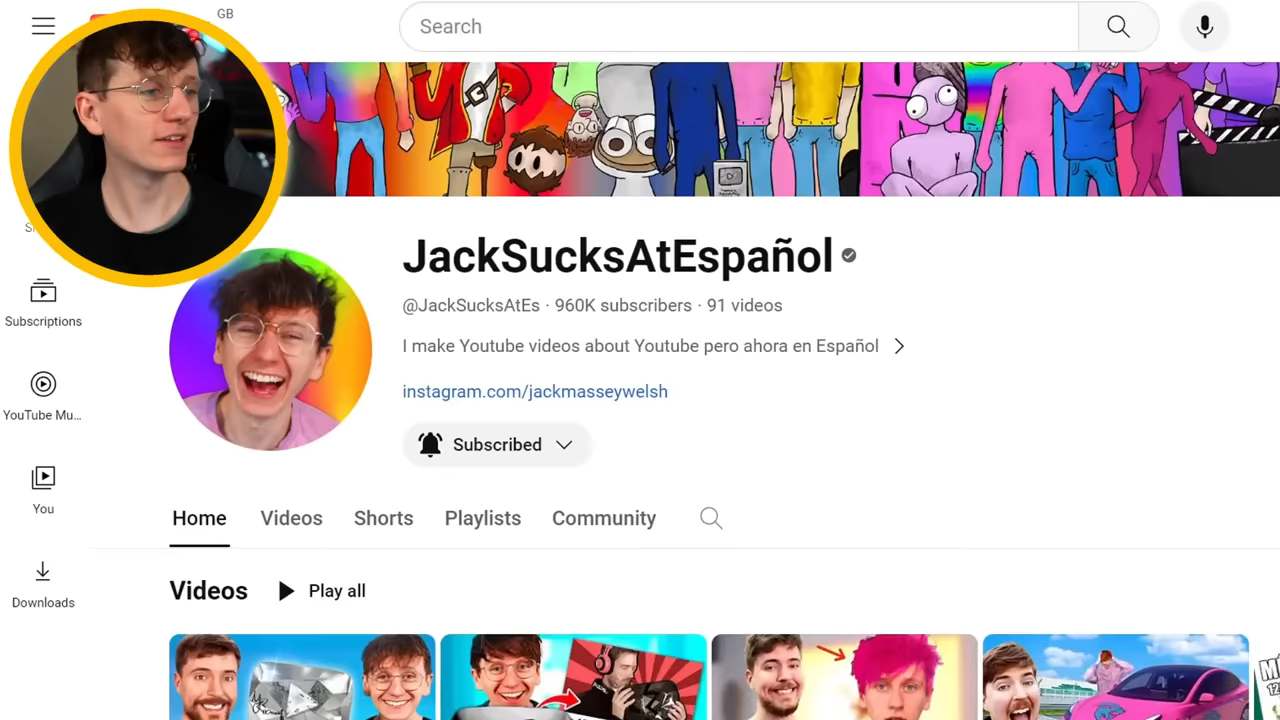 GB
Search
JackSucksAtEspañol
@JackSucksAtEs · 960K subscribers · 91 videos
I make Youtube videos about Youtube pero ahora en Español
instagram.com/jackmasseywelsh
Subscribed
Subscriptions
YouTube Mu...
You
Downloads
Home Videos Shorts Playlists Community
Videos Play all